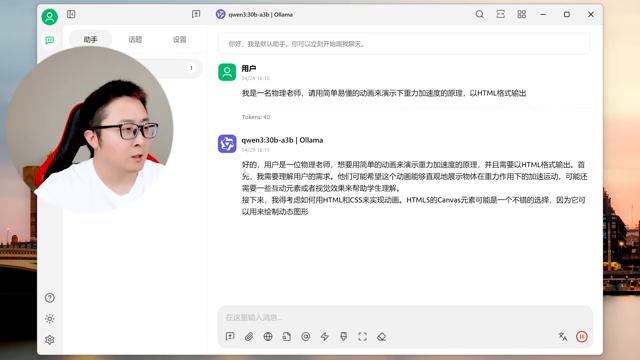 qwen3:30b-a3b | Ollama
助手
话题
设置
1
你好，我是默认助手。你可以立刻开始跟我聊天。
用户
04/29 16:15
我是一名物理老师，请用简单易懂的动画来演示下重力加速度的原理，以HTML格式输出
Tokens: 40
qwen3:30b-a3b | Ollama
04/29 16:15
好的，用户是一位物理老师，想要用简单的动画来演示重力加速度的原理，并且需要以HTML格式输出。首
先，我需要理解用户的需求。他们可能希望这个动画能够直观地展示物体在重力作用下的加速运动，可能还
需要一些互动元素或者视觉效果来帮助学生理解。
接下来，我得考虑如何用HTML和CSS来实现动画。HTML5的Canvas元素可能是一个不错的选择，因为它可
以用来绘制动态图形
在这里输入消息...